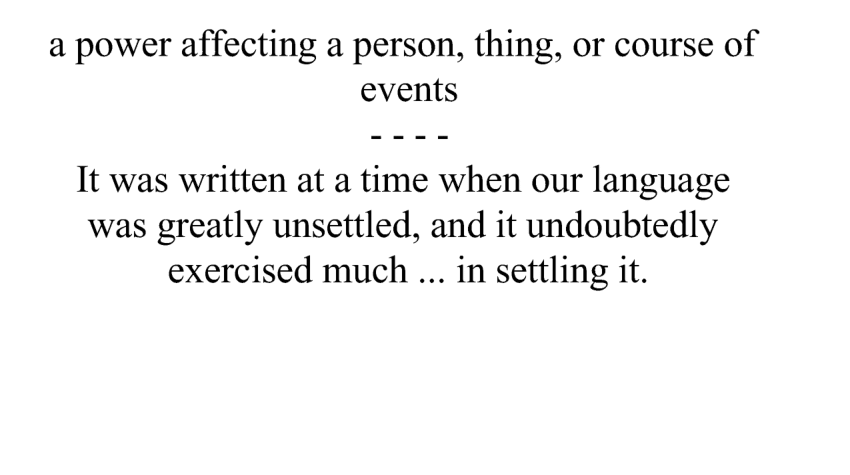 a power affecting a person, thing, or course of
events
- - - -
It was written at a time when our language
was greatly unsettled, and it undoubtedly
exercised much ... in settling it.